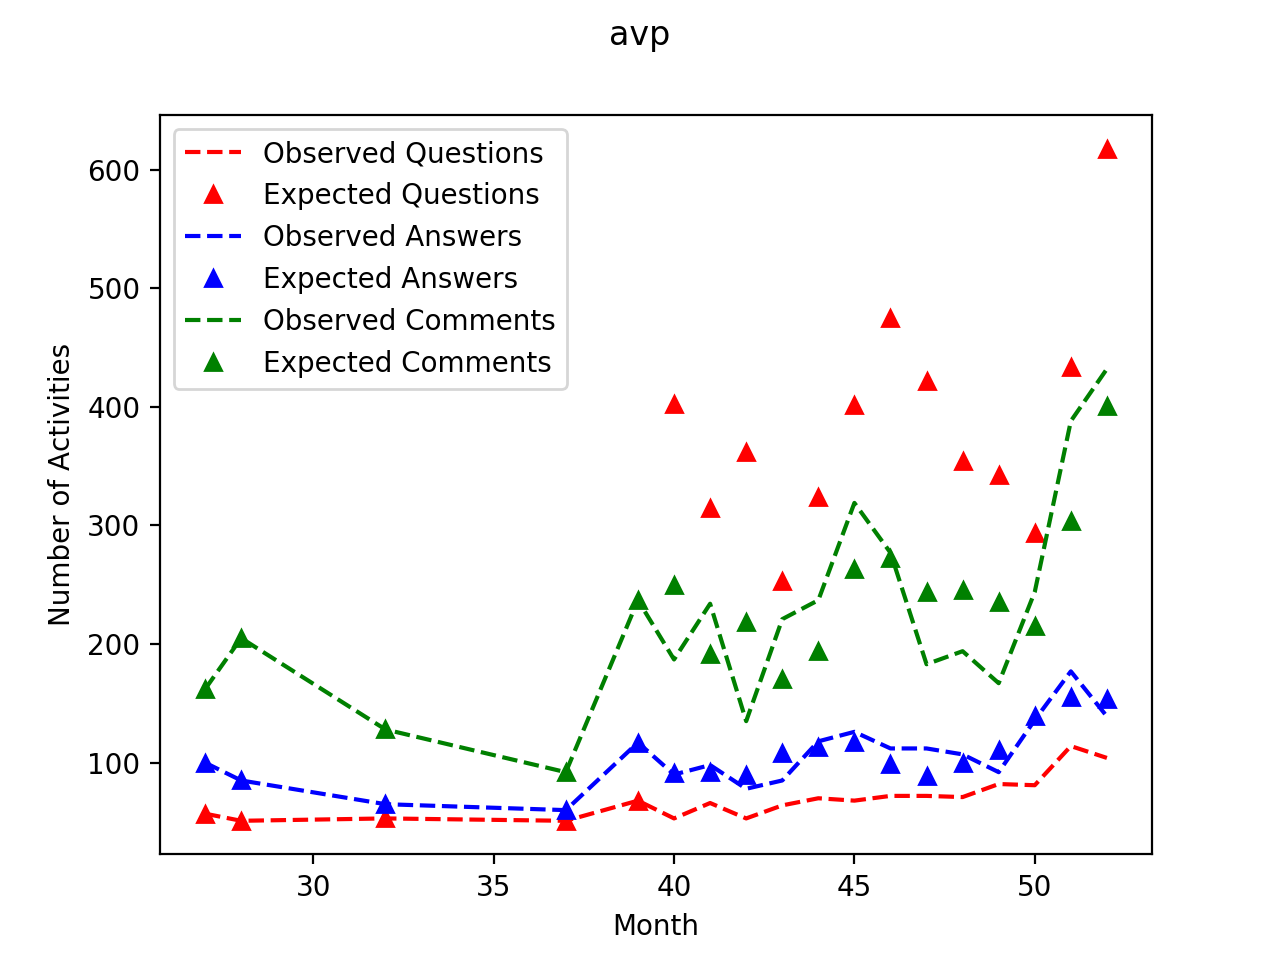 avp
Observed Questions
Expected Questions
Observed Answers
Expected Answers
Observed Comments
Expected Comments
Number of Activities
600
500
400
300
200
100
30 35 40 45 50
Month